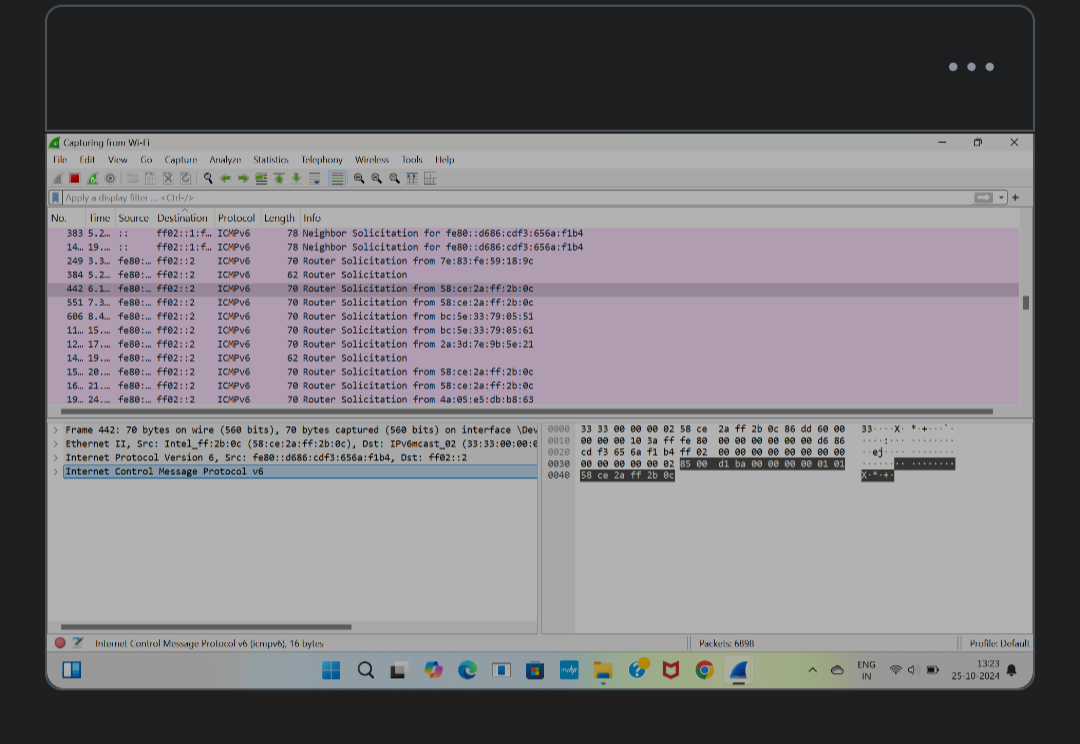 Capturing from Wi-Fi
File Edit View Go Capture Analyze Statistics Telephony Wireless Tools Help
Apply a display filter ... <Ctrl-/>
No. Time Source Destination Protocol Length Info
383 5.2… :: ff02::1:f… ICMPv6 78 Neighbor Solicitation for fe80::d686:cdf3:656a:f1b4
14… 19.… :: ff02::1:f… ICMPv6 78 Neighbor Solicitation for fe80::d686:cdf3:656a:f1b4
249 3.3… fe80:… ff02::2 ICMPv6 70 Router Solicitation from 7e:83:fe:59:18:9c
384 5.2… fe80:… ff02::2 ICMPv6 62 Router Solicitation
442 6.1… fe80:… ff02::2 ICMPv6 70 Router Solicitation from 58:ce:2a:ff:2b:0c
551 7.3… fe80:… ff02::2 ICMPv6 70 Router Solicitation from 58:ce:2a:ff:2b:0c
606 8.4… fe80:… ff02::2 ICMPv6 70 Router Solicitation from bc:5e:33:79:05:51
11… 15.… fe80:… ff02::2 ICMPv6 70 Router Solicitation from bc:5e:33:79:05:61
12… 17.… fe80:… ff02::2 ICMPv6 70 Router Solicitation from 2a:3d:7e:9b:5e:21
14… 19.… fe80:… ff02::2 ICMPv6 62 Router Solicitation
15… 20.… fe80:… ff02::2 ICMPv6 70 Router Solicitation from 58:ce:2a:ff:2b:0c
16… 21.… fe80:… ff02::2 ICMPv6 70 Router Solicitation from 58:ce:2a:ff:2b:0c
19… 24.… fe80:… ff02::2 ICMPv6 70 Router Solicitation from 4a:05:e5:db:b8:63
Frame 442: 70 bytes on wire (560 bits), 70 bytes captured (560 bits) on interface \Dev
Ethernet II, Src: Intel_ff:2b:0c (58:ce:2a:ff:2b:0c), Dst: IPv6mcast_02 (33:33:00:00:0
Internet Protocol Version 6, Src: fe80::d686:cdf3:656a:f1b4, Dst: ff02::2
Internet Control Message Protocol v6
0000 33 33 00 00 00 02 58 ce 2a ff 2b 0c 86 dd 60 00 33····X· *·+···`·
0010 00 00 00 10 3a ff fe 80 00 00 00 00 00 00 d6 86 ····:··· ········
0020 cd f3 65 6a f1 b4 ff 02 00 00 00 00 00 00 00 00 ··ej···· ········
0030 00 00 00 00 00 02 85 00 d1 ba 00 00 00 00 01 01 ········ ········
0040 58 ce 2a ff 2b 0c X·*·+·
Internet Control Message Protocol v6 (icmpv6), 16 bytes
Packets: 6898
Profile: Default
myhp
ENG
IN
13:23
25-10-2024